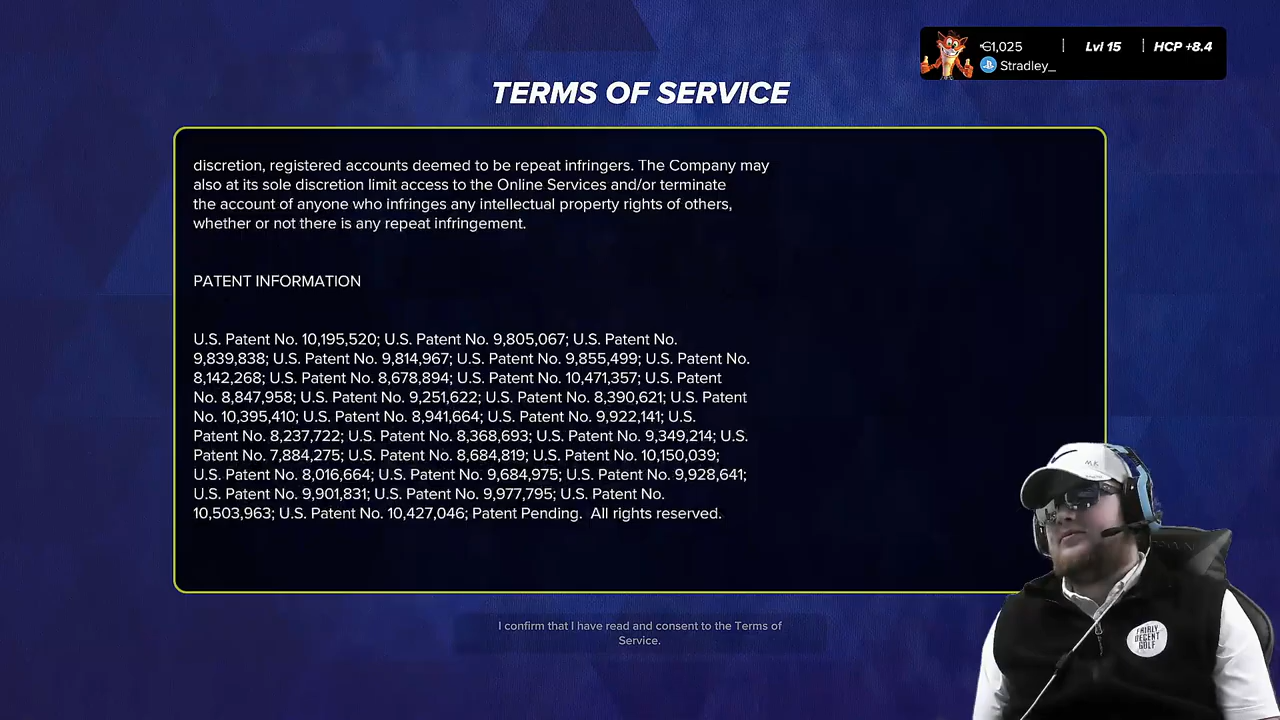 €1,025
Lvl 15
HCP +8.4
Stradley_
TERMS OF SERVICE
discretion, registered accounts deemed to be repeat infringers. The Company may
also at its sole discretion limit access to the Online Services and/or terminate
the account of anyone who infringes any intellectual property rights of others,
whether or not there is any repeat infringement.
PATENT INFORMATION
U.S. Patent No. 10,195,520; U.S. Patent No. 9,805,067; U.S. Patent No.
9,839,838; U.S. Patent No. 9,814,967; U.S. Patent No. 9,855,499; U.S. Patent No.
8,142,268; U.S. Patent No. 8,678,894; U.S. Patent No. 10,471,357; U.S. Patent
No. 8,847,958; U.S. Patent No. 9,251,622; U.S. Patent No. 8,390,621; U.S. Patent
No. 10,395,410; U.S. Patent No. 8,941,664; U.S. Patent No. 9,922,141; U.S.
Patent No. 8,237,722; U.S. Patent No. 8,368,693; U.S. Patent No. 9,349,214; U.S.
Patent No. 7,884,275; U.S. Patent No. 8,684,819; U.S. Patent No. 10,150,039;
U.S. Patent No. 8,016,664; U.S. Patent No. 9,684,975; U.S. Patent No. 9,928,641;
U.S. Patent No. 9,901,831; U.S. Patent No. 9,977,795; U.S. Patent No.
10,503,963; U.S. Patent No. 10,427,046; Patent Pending. All rights reserved.
I confirm that I have read and consent to the Terms of
Service.
M.K
FAIRLY
DECENT
GOLF